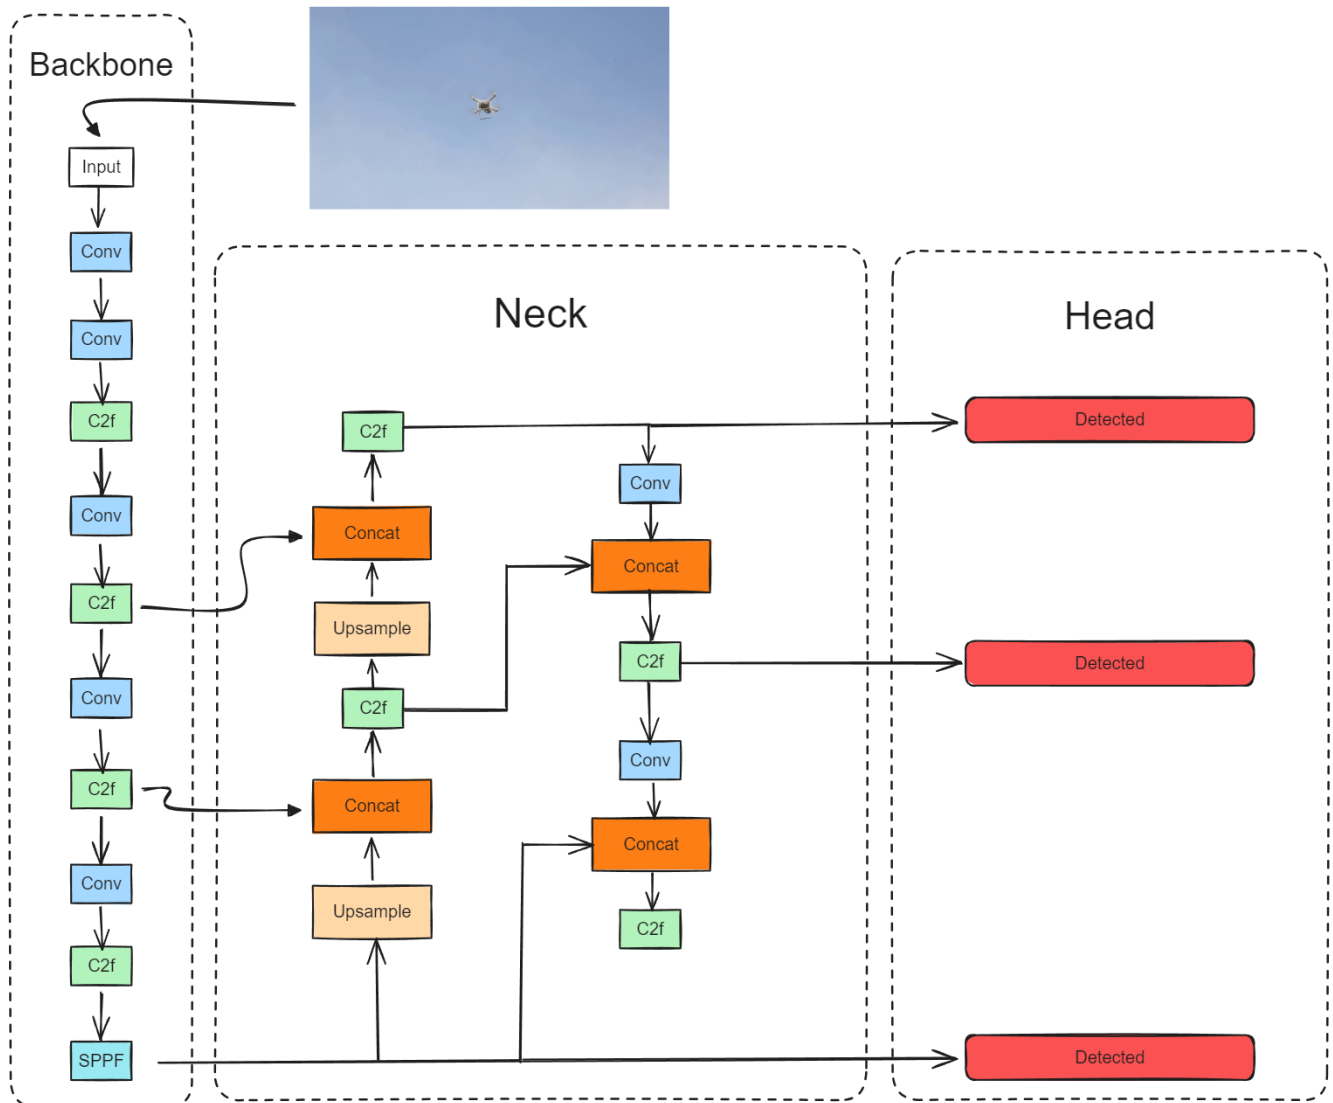 Backbone
Input
Conv
Conv
C2f
Conv
C2f
Conv
C2f
Conv
C2f
SPPF
Neck
C2f
Concat
Upsample
C2f
Concat
Upsample
Conv
Concat
C2f
Conv
Concat
C2f
Head
Detected
Detected
Detected